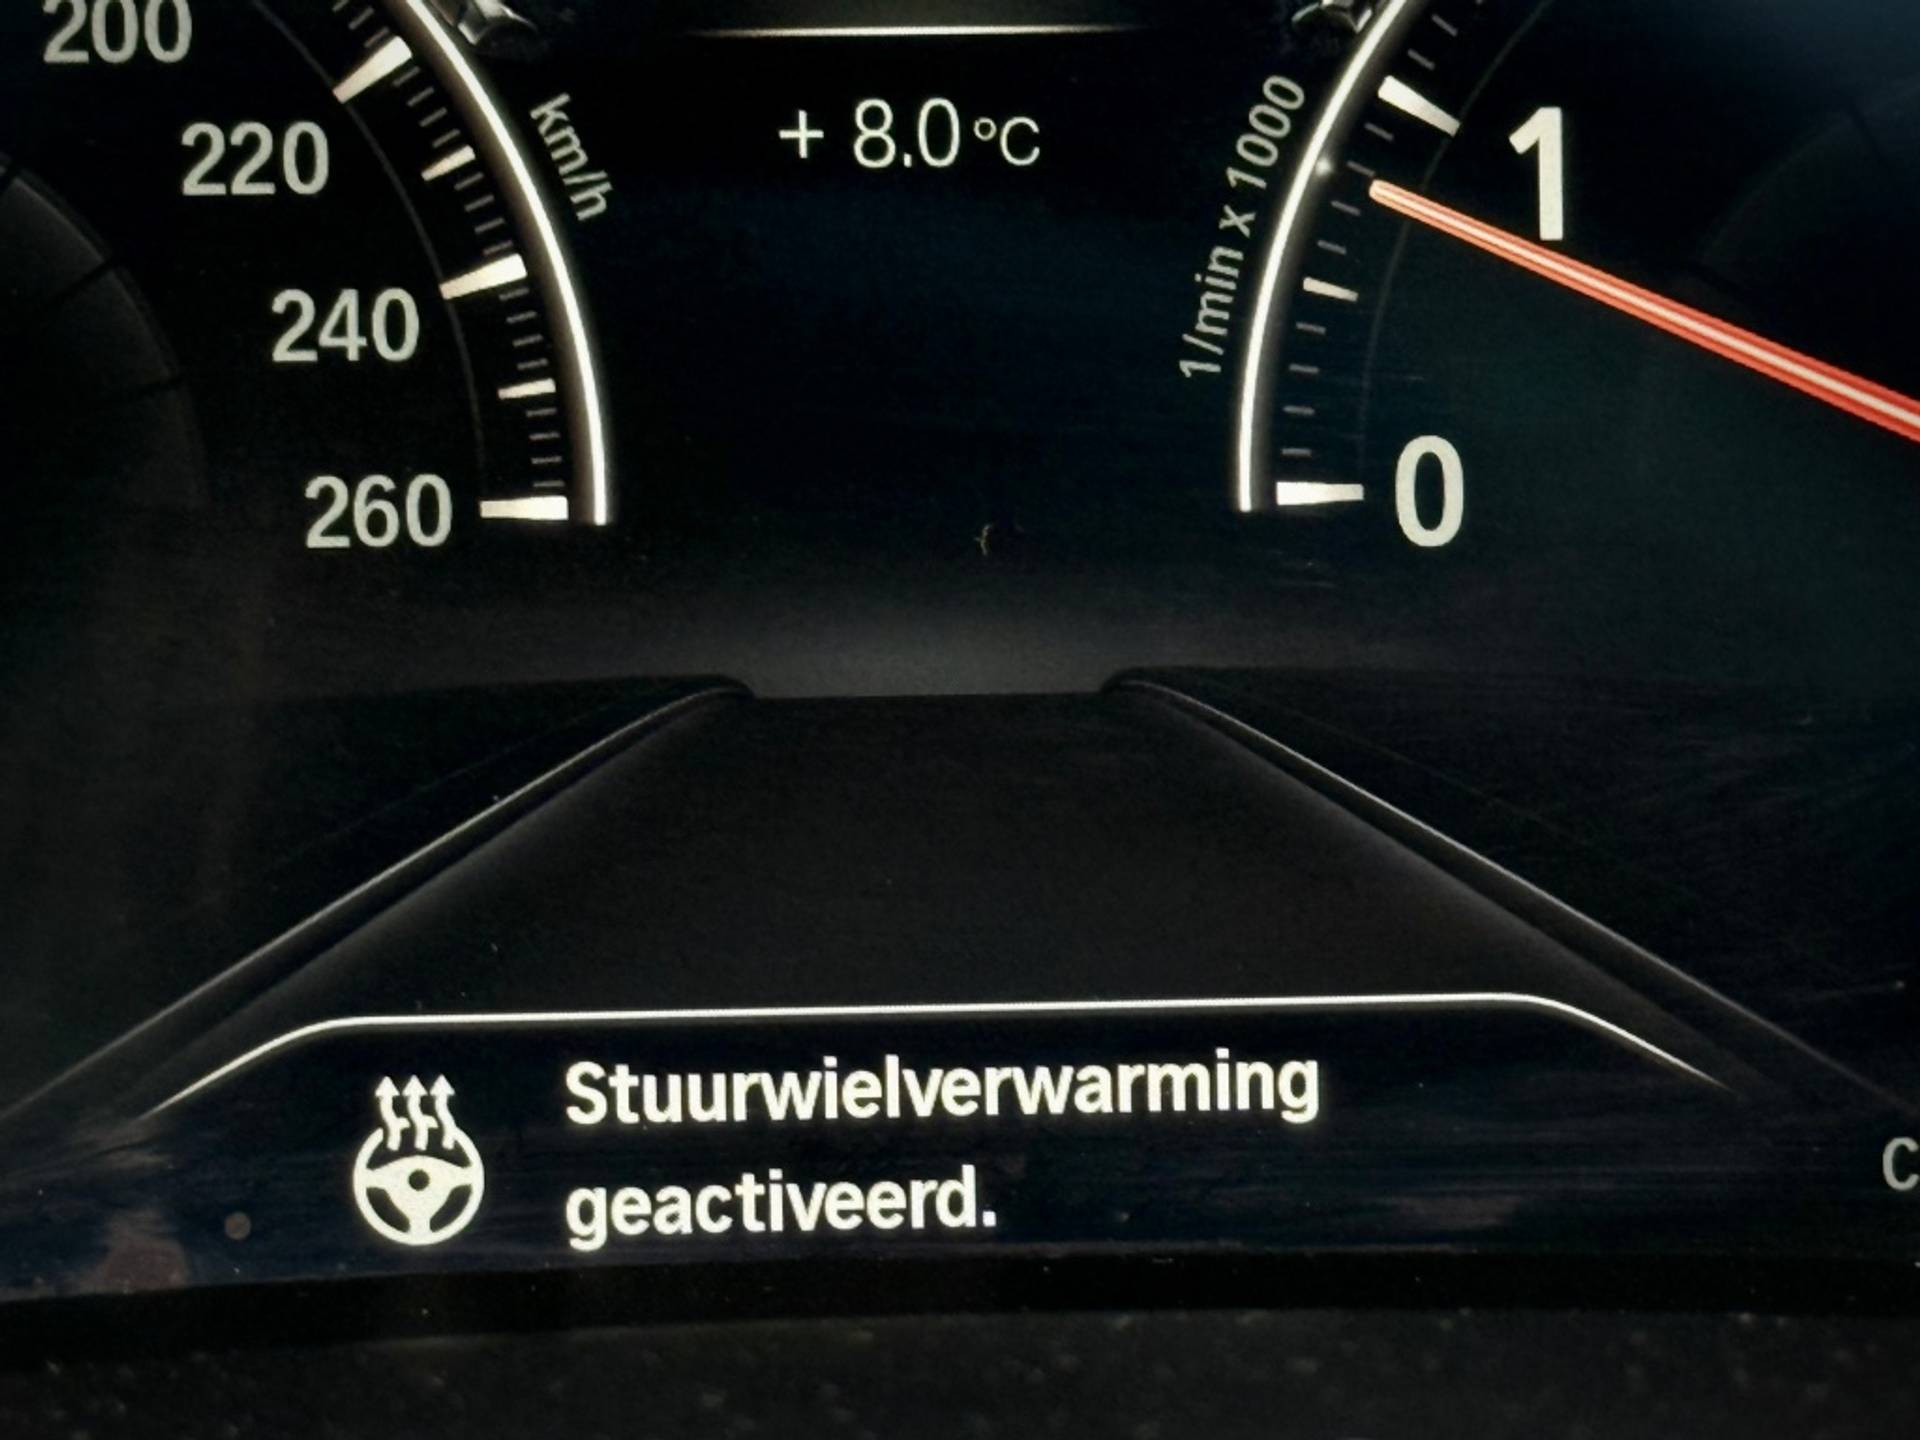 200
220
240
260
km/h
+ 8.0 °C
1/min x 1000
1
0
Stuurwielverwarming
geactiveerd.
C